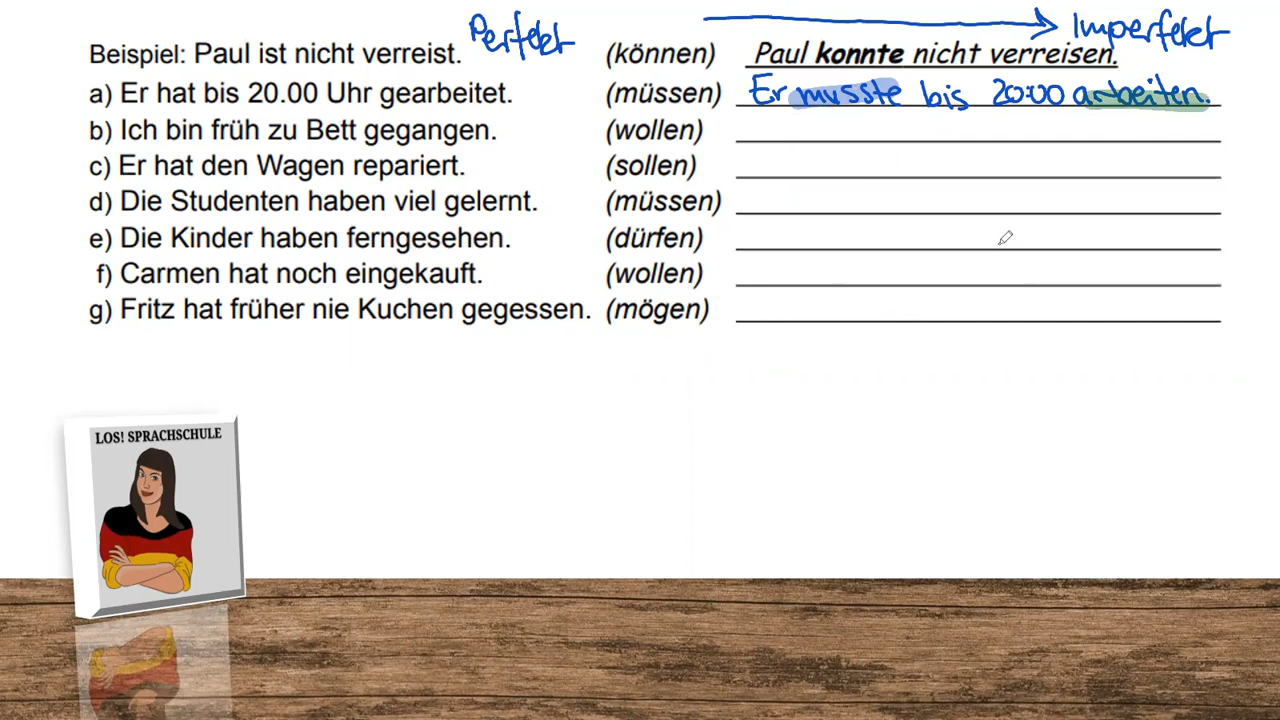 Perfekt → Imperfekt
Beispiel: Paul ist nicht verreist. (können) Paul konnte nicht verreisen.
a) Er hat bis 20.00 Uhr gearbeitet. (müssen) Er musste bis 20:00 arbeiten.
b) Ich bin früh zu Bett gegangen. (wollen)
c) Er hat den Wagen repariert. (sollen)
d) Die Studenten haben viel gelernt. (müssen)
e) Die Kinder haben ferngesehen. (dürfen)
f) Carmen hat noch eingekauft. (wollen)
g) Fritz hat früher nie Kuchen gegessen. (mögen)
LOS! SPRACHSCHULE